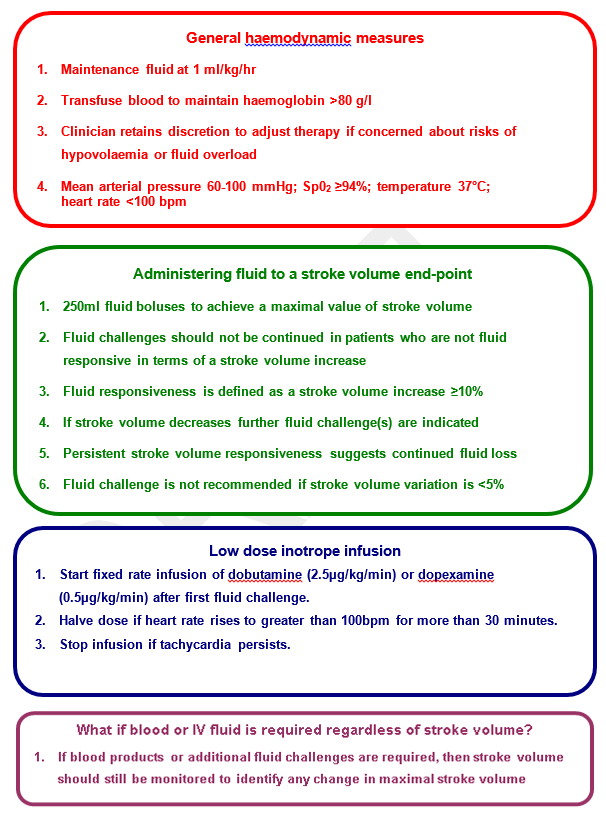 General haemodynamic measures
1. Maintenance fluid at 1 ml/kg/hr
2. Transfuse blood to maintain haemoglobin >80 g/l
3. Clinician retains discretion to adjust therapy if concerned about risks of
hypovolaemia or fluid overload
4. Mean arterial pressure 60-100 mmHg; Sp0₂ ≥94%; temperature 37°C;
heart rate <100 bpm
Administering fluid to a stroke volume end-point
1. 250ml fluid boluses to achieve a maximal value of stroke volume
2. Fluid challenges should not be continued in patients who are not fluid
responsive in terms of a stroke volume increase
3. Fluid responsiveness is defined as a stroke volume increase ≥10%
4. If stroke volume decreases further fluid challenge(s) are indicated
5. Persistent stroke volume responsiveness suggests continued fluid loss
6. Fluid challenge is not recommended if stroke volume variation is <5%
Low dose inotrope infusion
1. Start fixed rate infusion of dobutamine (2.5µg/kg/min) or dopexamine
(0.5µg/kg/min) after first fluid challenge.
2. Halve dose if heart rate rises to greater than 100bpm for more than 30 minutes.
3. Stop infusion if tachycardia persists.
What if blood or IV fluid is required regardless of stroke volume?
1. If blood products or additional fluid challenges are required, then stroke volume
should still be monitored to identify any change in maximal stroke volume